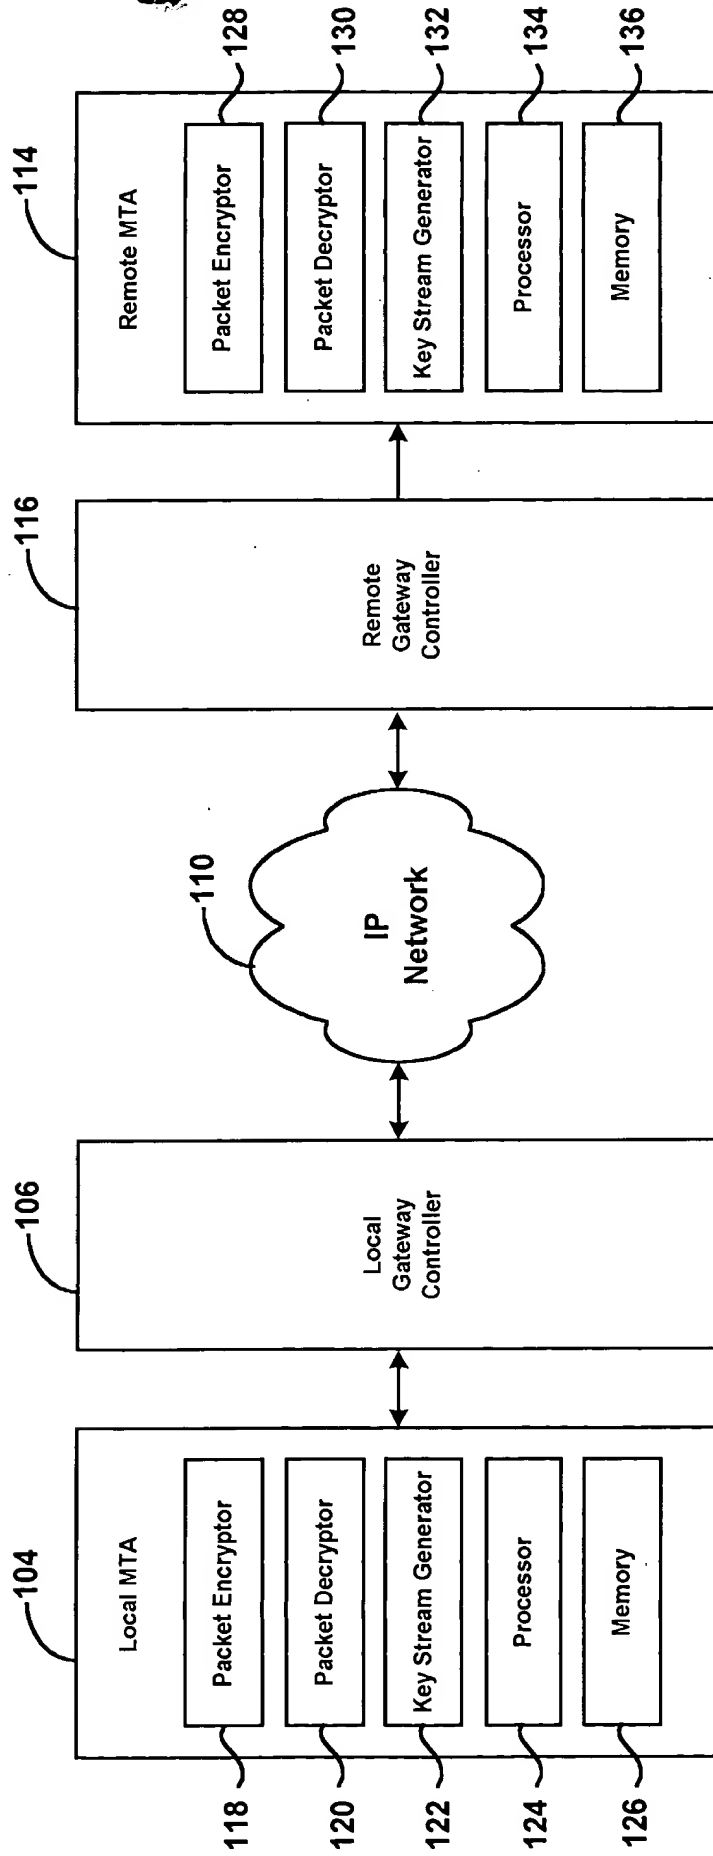 104
Local MTA
Packet Encryptor
Packet Decryptor
Key Stream Generator
Processor
Memory
118
120
122
124
126
106
Local
Gateway
Controller
110
IP
Network
116
Remote
Gateway
Controller
114
Remote MTA
Packet Encryptor
Packet Decryptor
Key Stream Generator
Processor
Memory
128
130
132
134
136